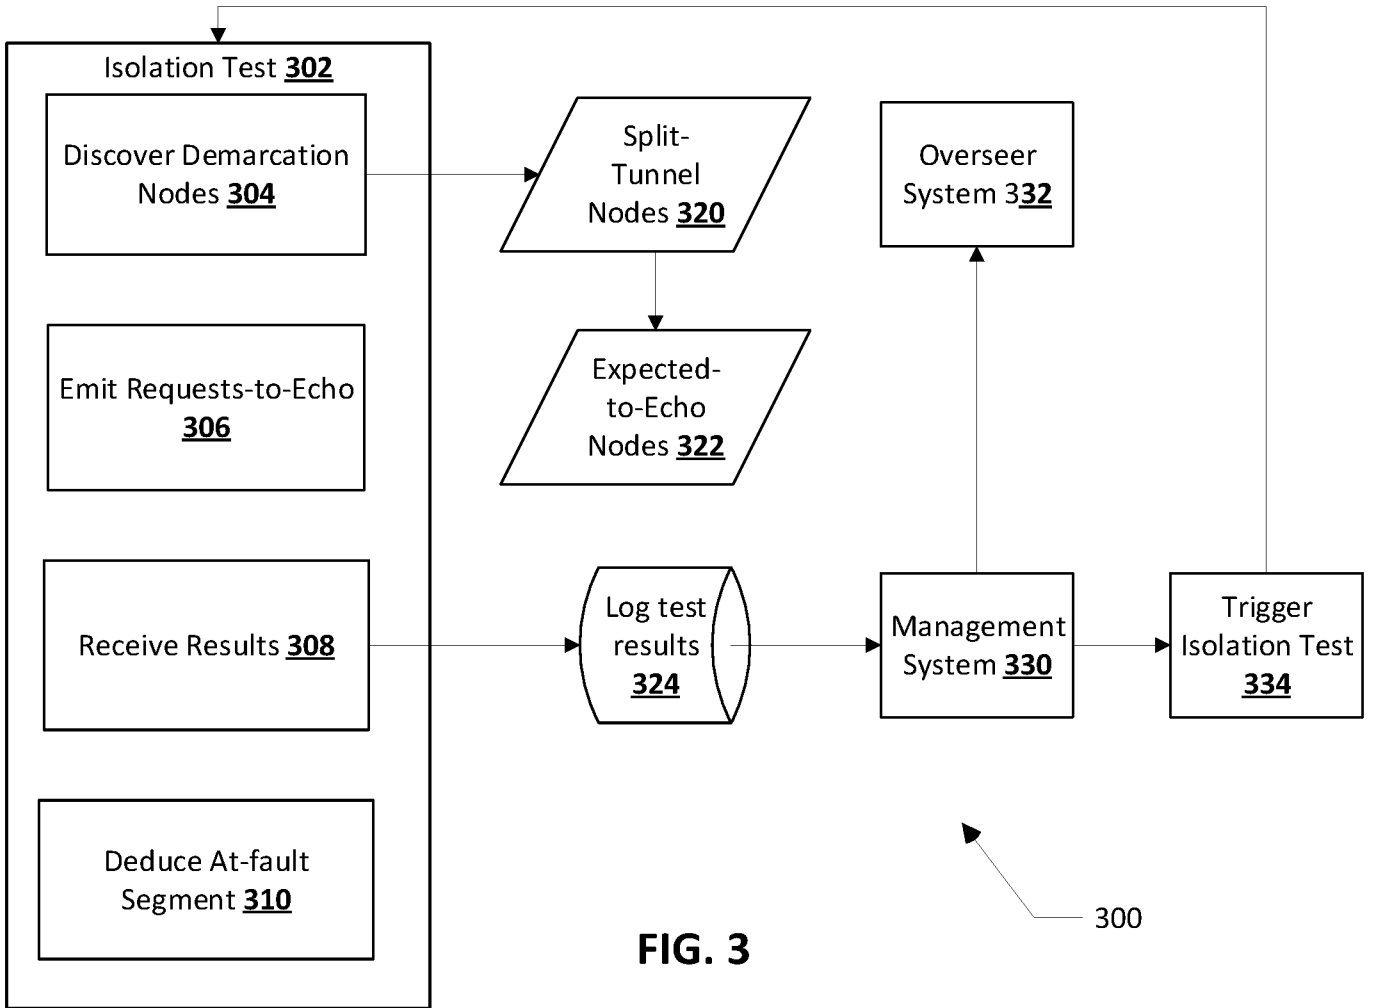 Isolation Test 302
Discover Demarcation
Nodes 304
Emit Requests-to-Echo
306
Receive Results 308
Deduce At-fault
Segment 310
Split-
Tunnel
Nodes 320
Expected-
to-Echo
Nodes 322
Log test
results
324
Overseer
System 332
Management
System 330
Trigger
Isolation Test
334
300
FIG. 3